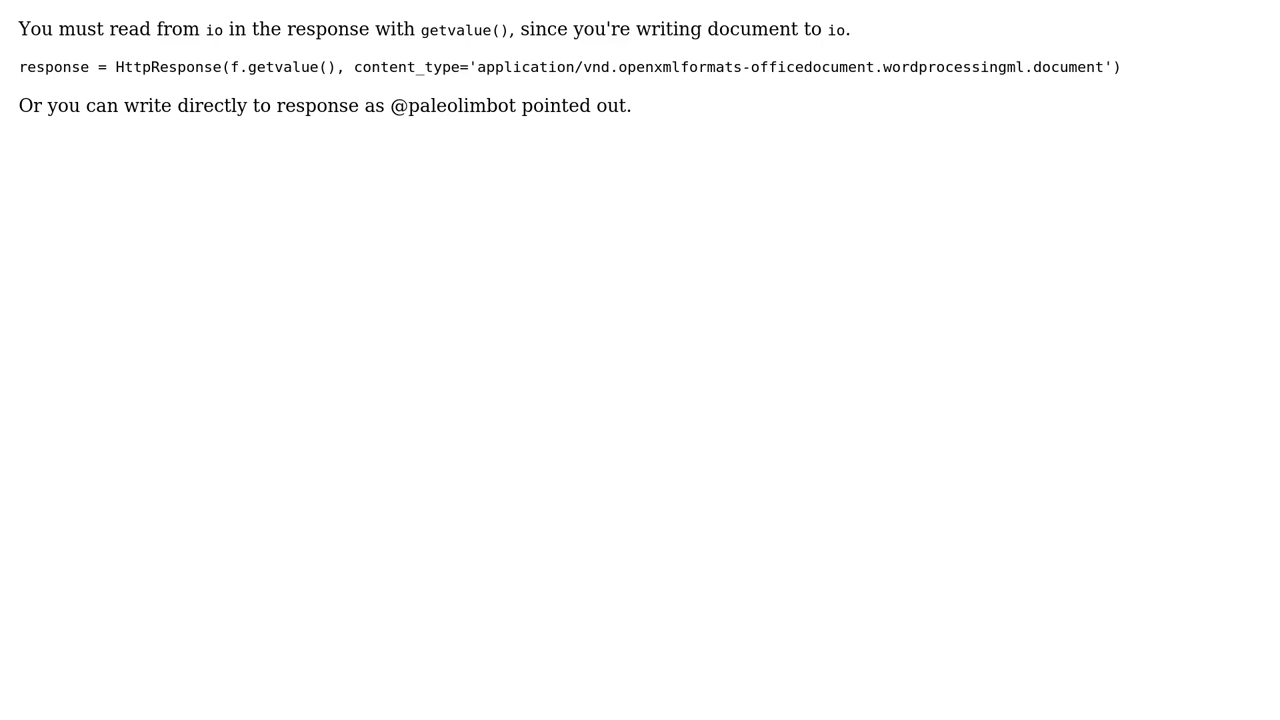 You must read from io in the response with getvalue(), since you're writing document to io.
response = HttpResponse(f.getvalue(), content_type='application/vnd.openxmlformats-officedocument.wordprocessingml.document')
Or you can write directly to response as @paleolimbot pointed out.